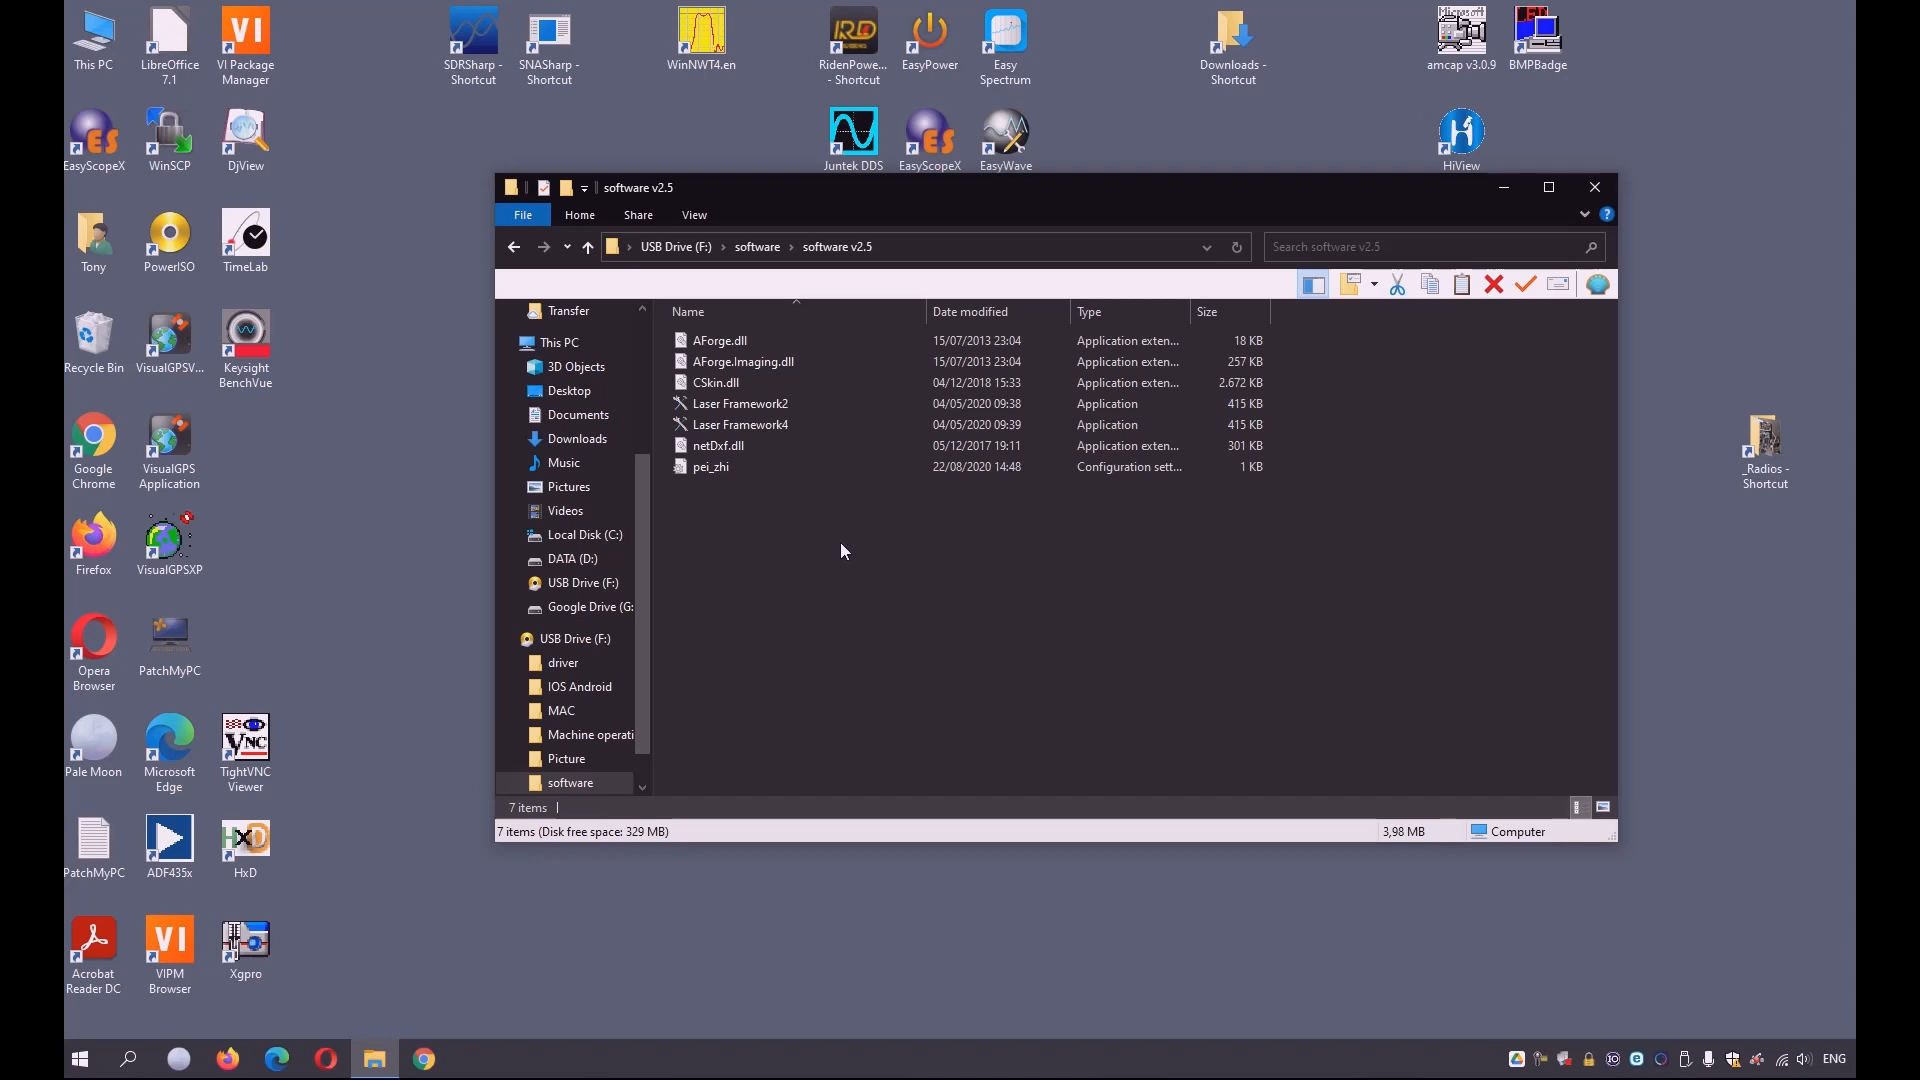 This PC
LibreOffice
7.1
VI
VI Package
Manager
SDRSharp -
Shortcut
SNASharp -
Shortcut
WinNWT4.en
RD
RidenPowe...
- Shortcut
EasyPower
Easy
Spectrum
Downloads -
Shortcut
Microsoft
amcap v3.0.9
BMPBadge
ES
EasyScopeX
WinSCP
DjView
Juntek DDS
ES
EasyScopeX
EasyWave
HiView
software v2.5
File
Home
Share
View
USB Drive (F:)
software
software v2.5
Search software v2.5
Transfer
This PC
3D Objects
Desktop
Documents
Downloads
Music
Pictures
Videos
Local Disk (C:)
DATA (D:)
USB Drive (F:)
Google Drive (G:
USB Drive (F:)
driver
IOS Android
MAC
Machine operati
Picture
software
Name Date modified Type Size
AForge.dll 15/07/2013 23:04 Application exten... 18 KB
AForge.Imaging.dll 15/07/2013 23:04 Application exten... 257 KB
CSkin.dll 04/12/2018 15:33 Application exten... 2.672 KB
Laser Framework2 04/05/2020 09:38 Application 415 KB
Laser Framework4 04/05/2020 09:39 Application 415 KB
netDxf.dll 05/12/2017 19:11 Application exten... 301 KB
pei_zhi 22/08/2020 14:48 Configuration sett... 1 KB
7 items
7 items (Disk free space: 329 MB) 3,98 MB Computer
Tony
PowerISO
TimeLab
Recycle Bin
VisualGPSV...
Keysight
BenchVue
Google
Chrome
VisualGPS
Application
_Radios -
Shortcut
Firefox
VisualGPSXP
Opera
Browser
PatchMyPC
Pale Moon
Microsoft
Edge
VNC
TightVNC
Viewer
PatchMyPC
ADF435x
HxD
HxD
Acrobat
Reader DC
VI
VIPM
Browser
Xgpro
ENG